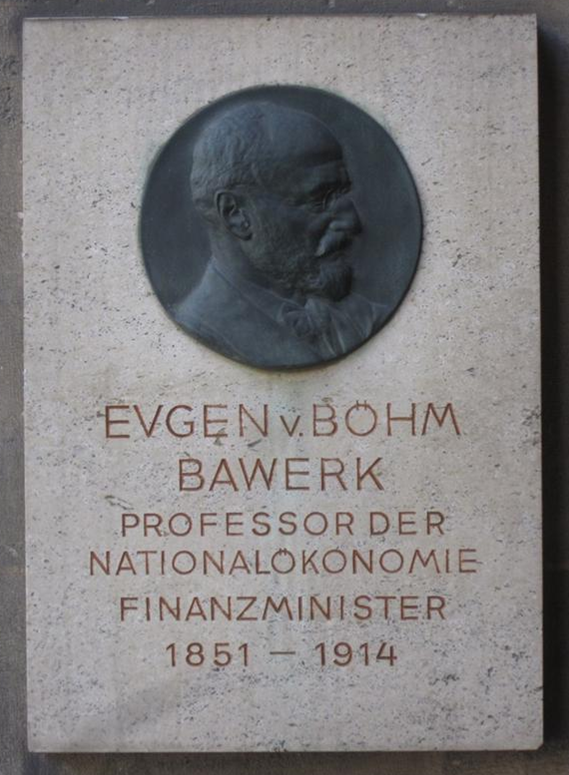 EVGEN v. BÖHM
BAWERK
PROFESSOR DER
NATIONALÖKONOMIE
FINANZMINISTER
1851 – 1914